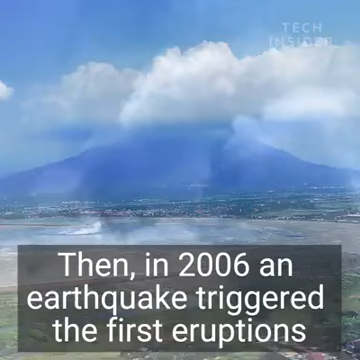 TECH
INSIDER
Then, in 2006 an
earthquake triggered
the first eruptions